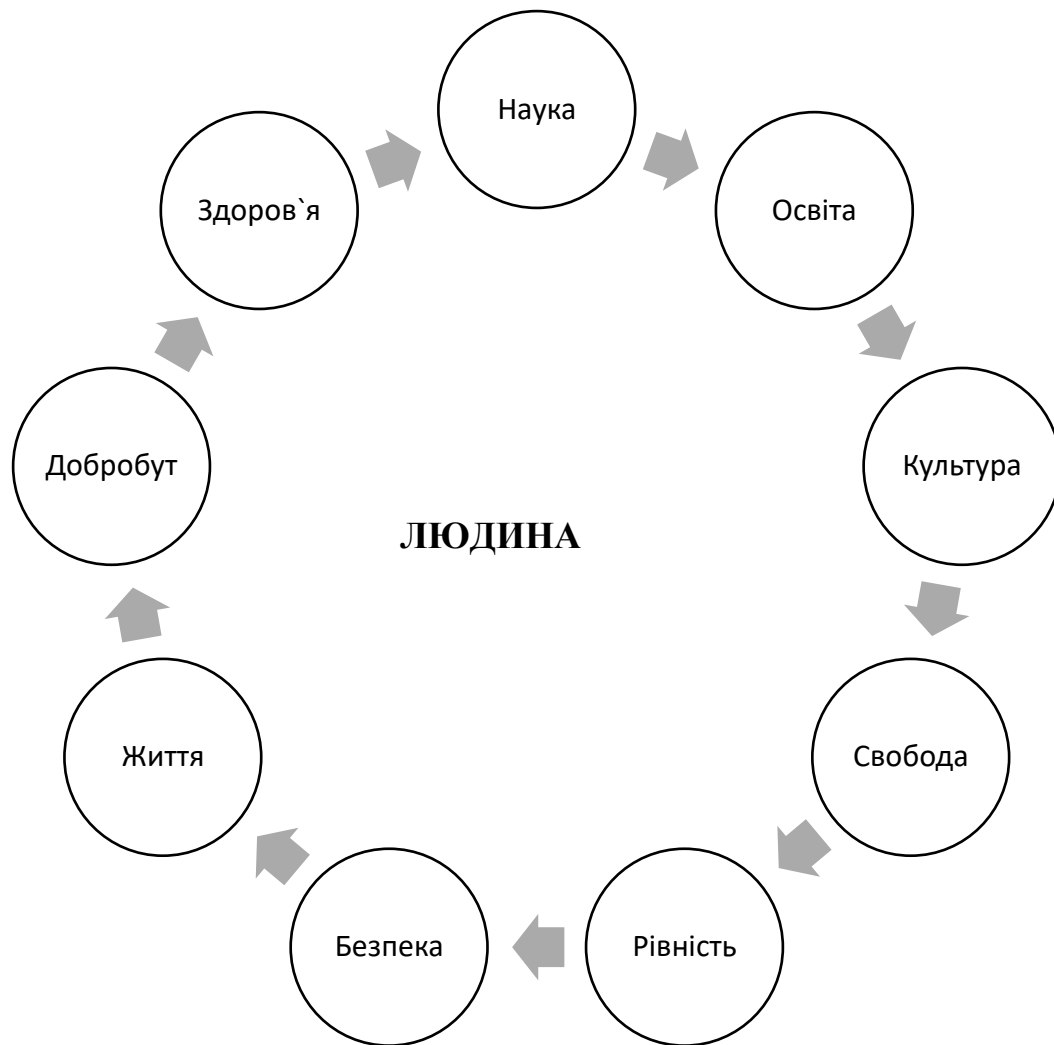 Наука
Освіта
Культура
Свобода
Рівність
Безпека
Життя
Добробут
Здоров`я
ЛЮДИНА